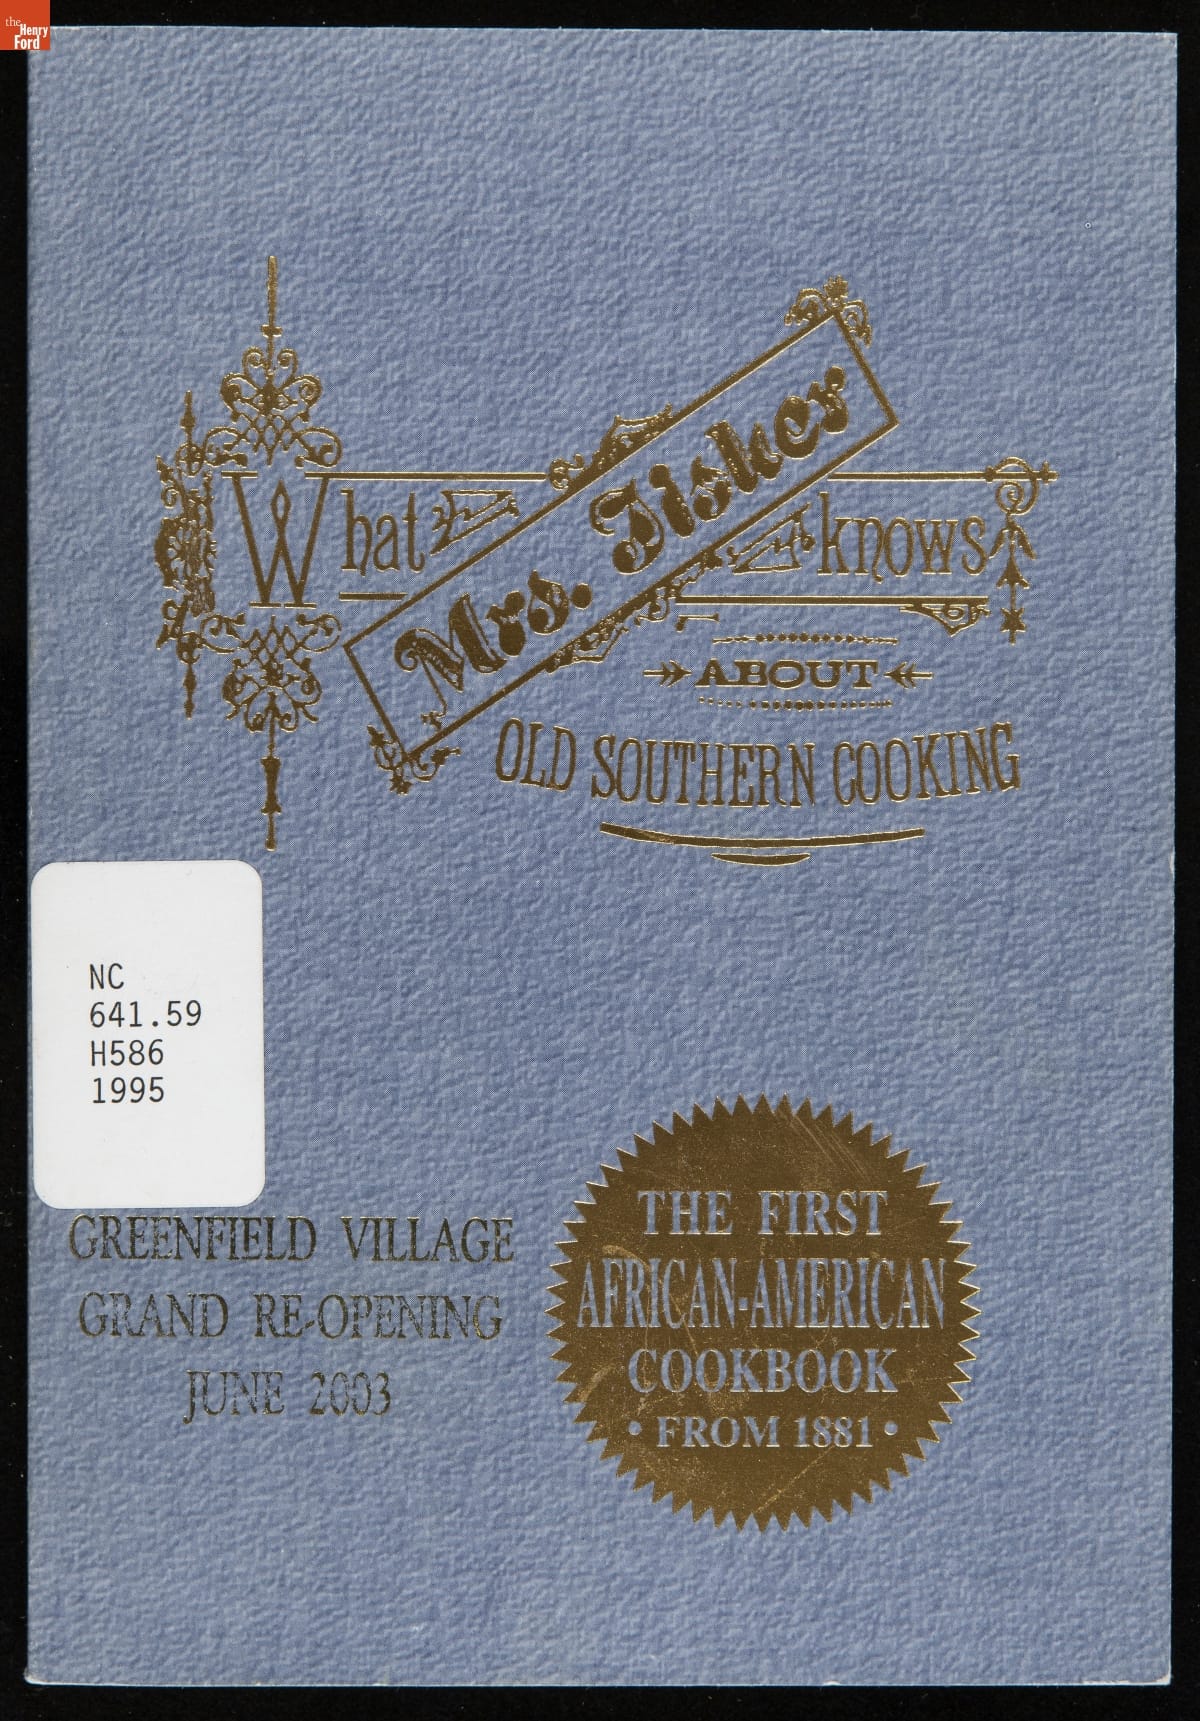 the
Henry
Ford
What Mrs. Fisher knows
ABOUT
OLD SOUTHERN COOKING
NC
641.59
H586
1995
GREENFIELD VILLAGE
GRAND RE-OPENING
JUNE 2003
THE FIRST
AFRICAN-AMERICAN
COOKBOOK
• FROM 1881 •